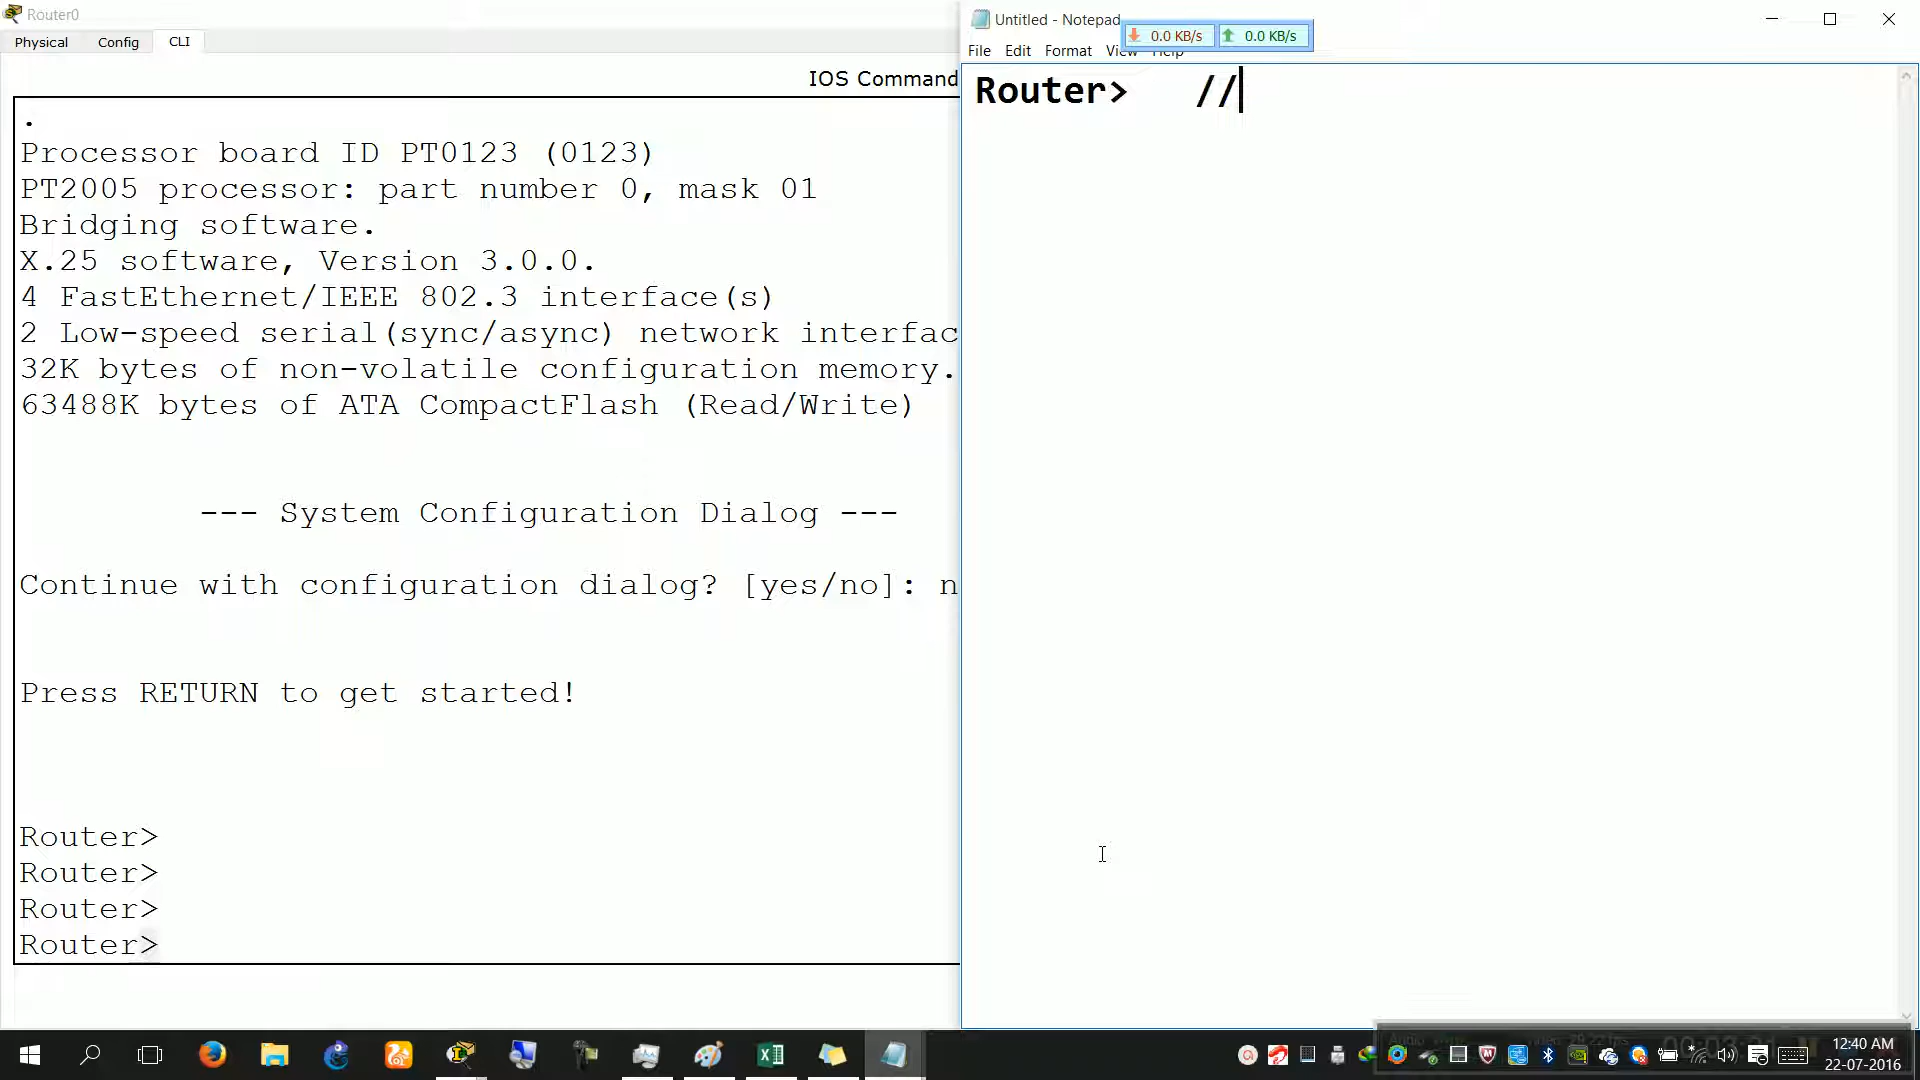 Router0
Physical Config CLI
IOS Command
.
Processor board ID PT0123 (0123)
PT2005 processor: part number 0, mask 01
Bridging software.
X.25 software, Version 3.0.0.
4 FastEthernet/IEEE 802.3 interface(s)
2 Low-speed serial(sync/async) network interfac
32K bytes of non-volatile configuration memory.
63488K bytes of ATA CompactFlash (Read/Write)
--- System Configuration Dialog ---
Continue with configuration dialog? [yes/no]: n
Press RETURN to get started!
Router>
Router>
Router>
Router>
Untitled - Notepad
0.0 KB/s 0.0 KB/s
File Edit Format View Help
Router> //
12:40 AM
22-07-2016